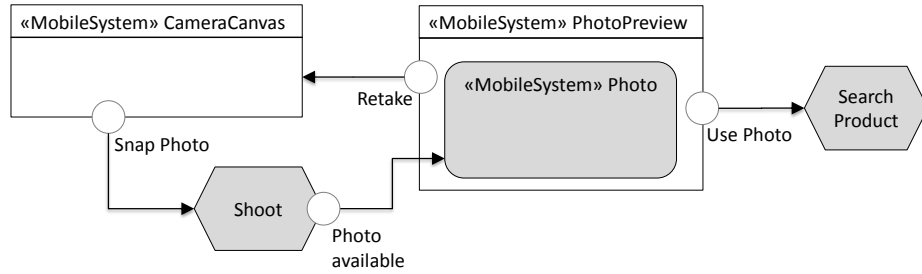 «MobileSystem» CameraCanvas
«MobileSystem» PhotoPreview
«MobileSystem» Photo
Retake
Search
Product
Use Photo
Snap Photo
Shoot
Photo
available